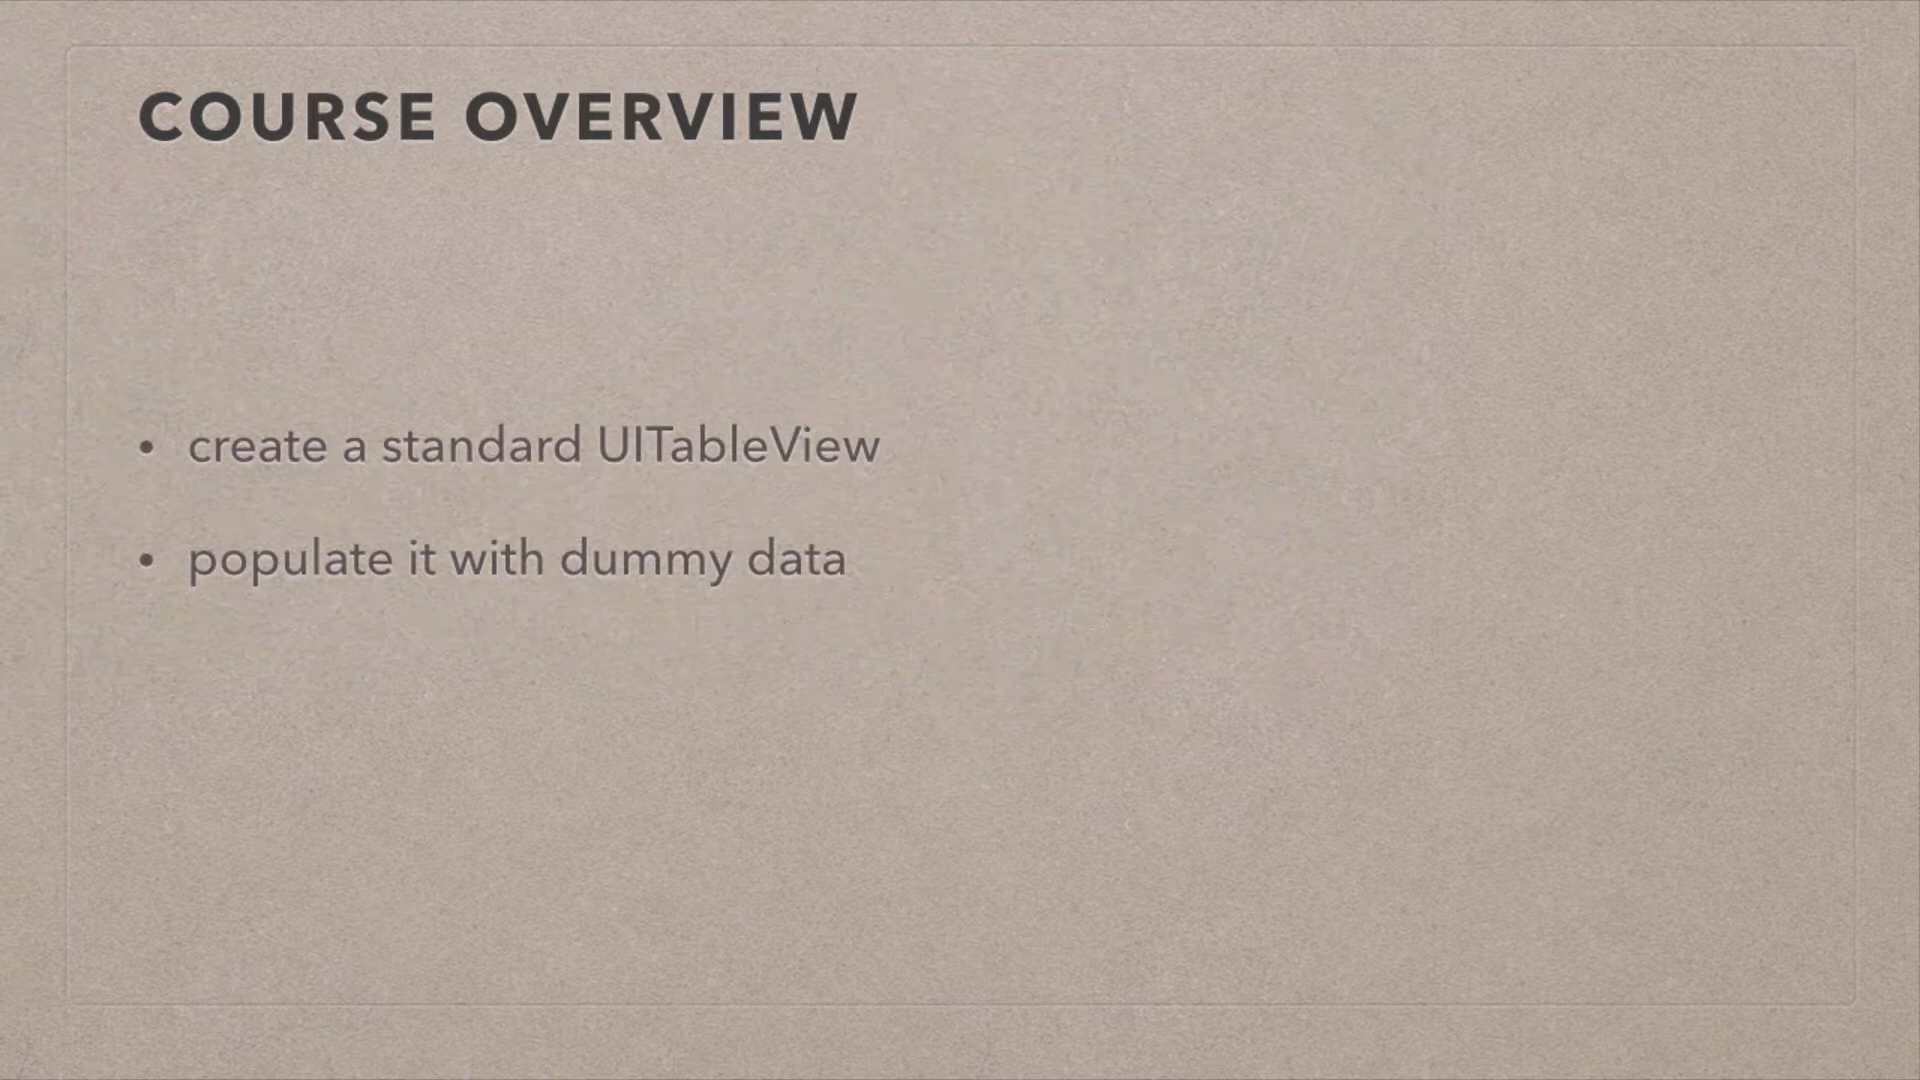 COURSE OVERVIEW
• create a standard UITableView
• populate it with dummy data